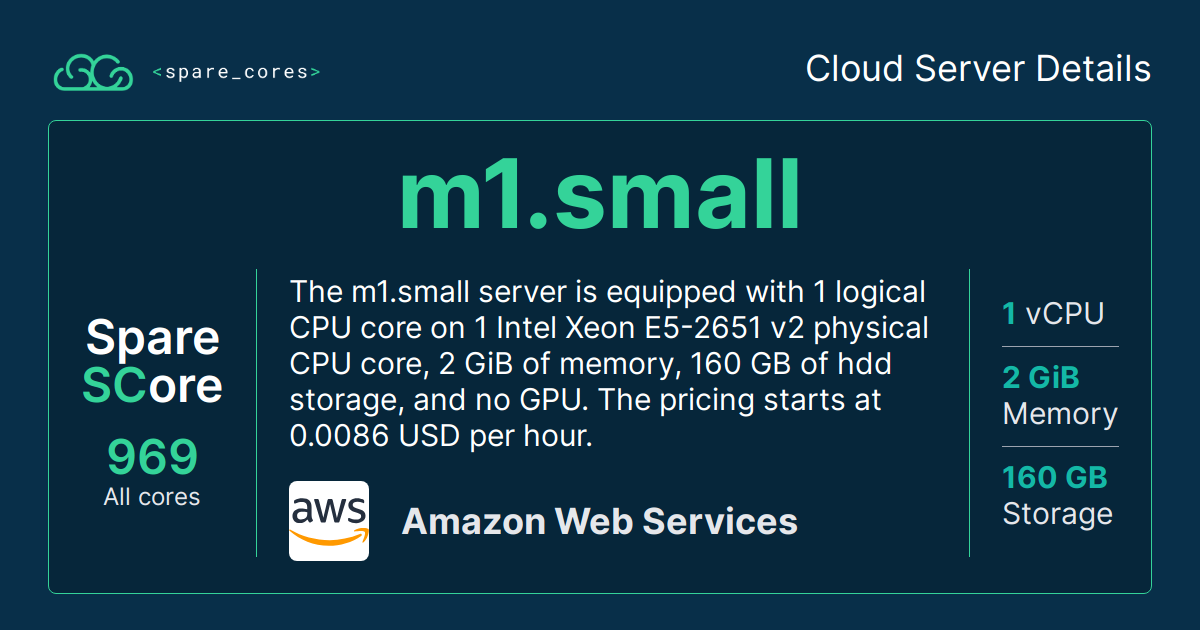 <spare_cores>
Cloud Server Details
m1.small
Spare
SCore
969
All cores
The m1.small server is equipped with 1 logical
CPU core on 1 Intel Xeon E5-2651 v2 physical
CPU core, 2 GiB of memory, 160 GB of hdd
storage, and no GPU. The pricing starts at
0.0086 USD per hour.
aws
Amazon Web Services
1 vCPU
2 GiB
Memory
160 GB
Storage